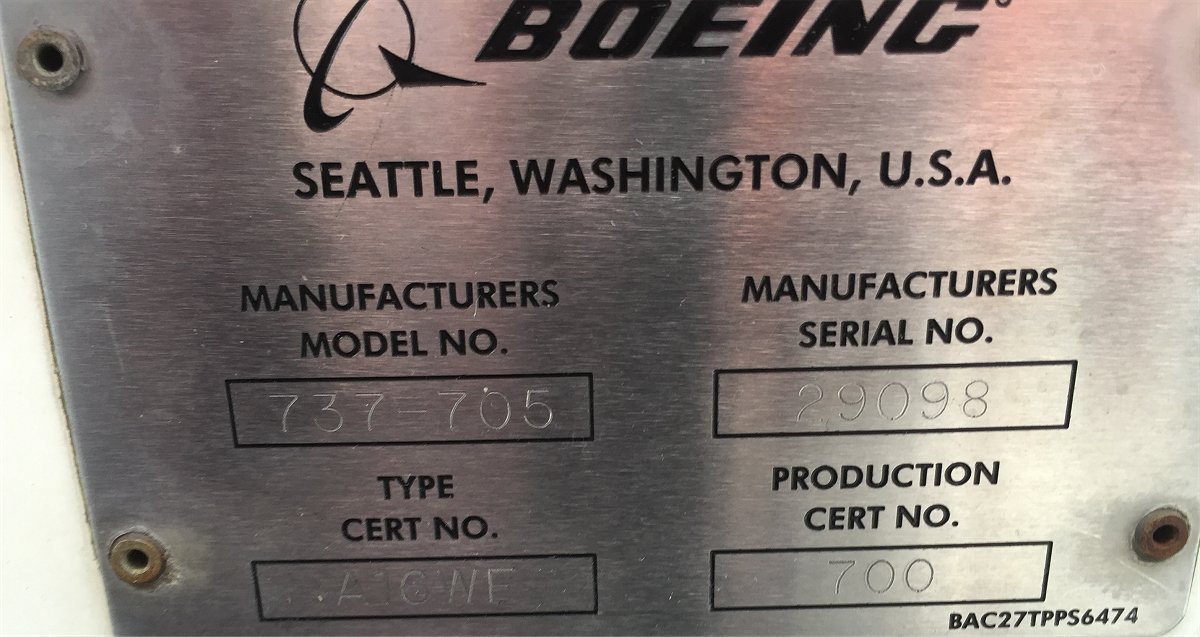 BOEING
SEATTLE, WASHINGTON, U.S.A.
MANUFACTURERS
MODEL NO.
737-705
MANUFACTURERS
SERIAL NO.
29098
TYPE
CERT NO.
PRODUCTION
CERT NO.
700
BAC27TPPS6474